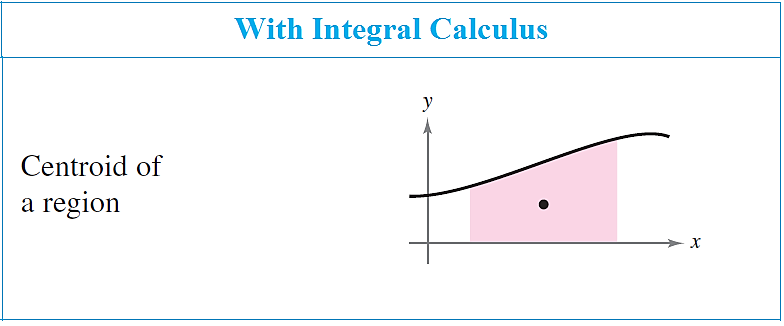 With Integral Calculus
Centroid of
a region
y
x